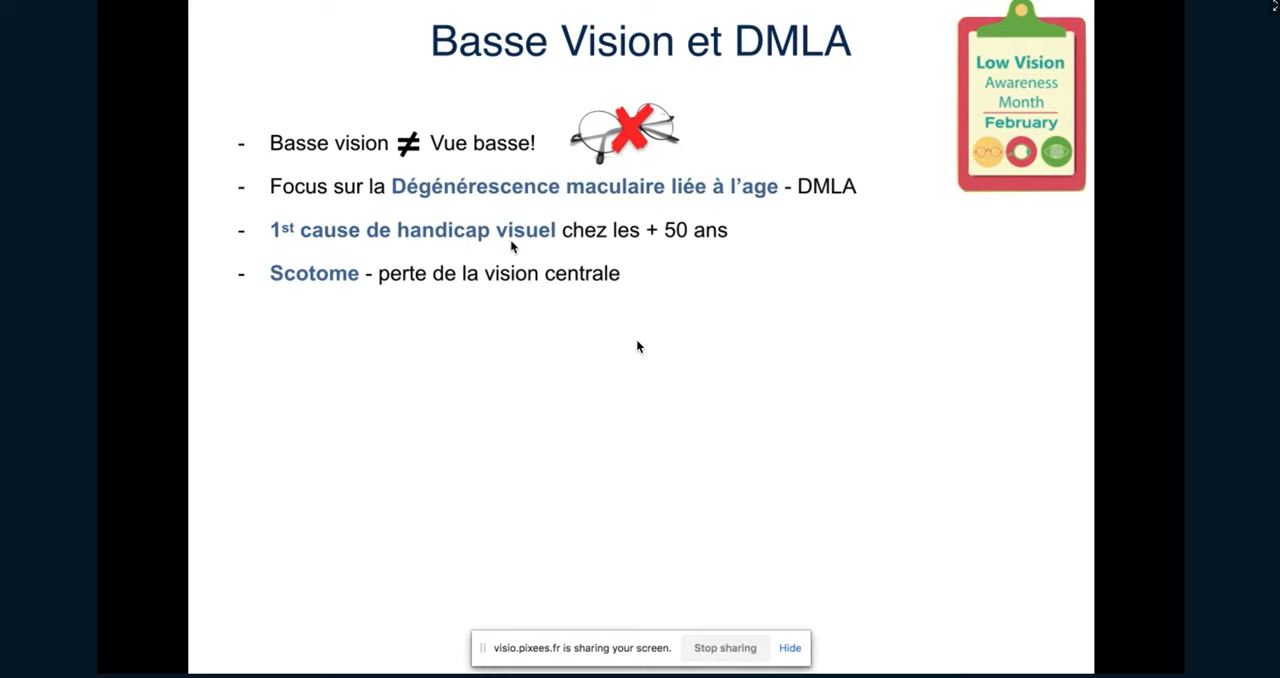 Basse Vision et DMLA
Low Vision
Awareness
Month
February
- Basse vision ≠ Vue basse!
- Focus sur la Dégénérescence maculaire liée à l'age - DMLA
- 1st cause de handicap visuel chez les + 50 ans
- Scotome - perte de la vision centrale
visio.pixees.fr is sharing your screen. Stop sharing Hide